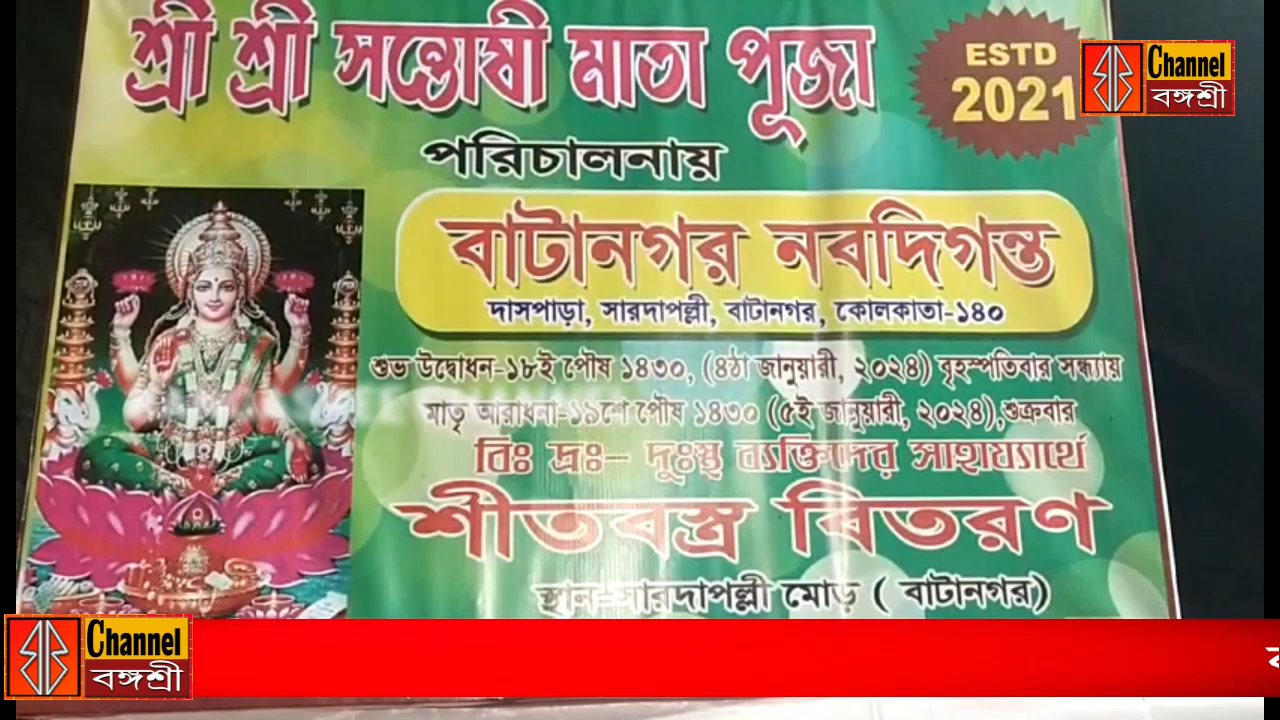 শ্রী শ্রী সন্তোষী মাতা পূজা
ESTD
2021
Channel
বঙ্গশ্রী
পরিচালনায়
বাটানগর নবদিগন্ত
দাসপাড়া, সারদাপল্লী, বাটানগর, কোলকাতা-১৪০
শুভ উদ্বোধন-১৮ই পৌষ ১৪৩০, (৪ঠা জানুয়ারী, ২০২৪) বৃহস্পতিবার সন্ধ্যায়
মাতৃ আরাধনা-১৯শে পৌষ ১৪৩০ (৫ই জানুয়ারী, ২০২৪),শুক্রবার
বিঃ দ্রঃ– দুঃস্থ ব্যক্তিদের সাহায্যার্থে
শীতবস্ত্র বিতরণ
স্থান-সারদাপল্লী মোড় ( বাটানগর)
Channel
বঙ্গশ্রী